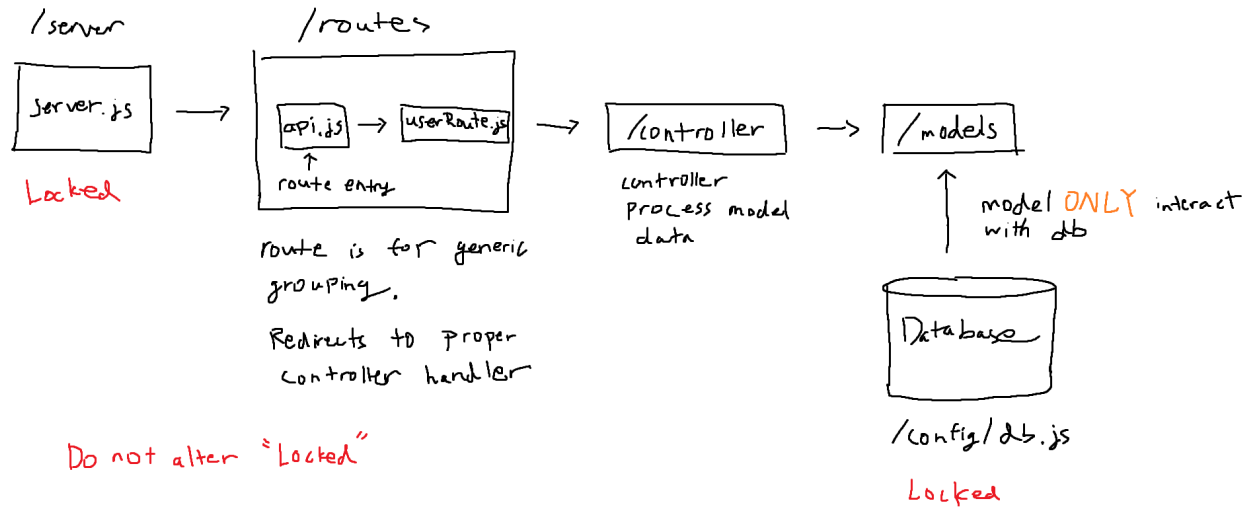 /server
server.js
Locked
/routes
api.js
userRoute.js
route entry
route is for generic
grouping.
Redirects to proper
controller handler
/controller
controller
process model
data
/models
model ONLY interact
with db
Database
/config/db.js
Locked
Do not alter "Locked"